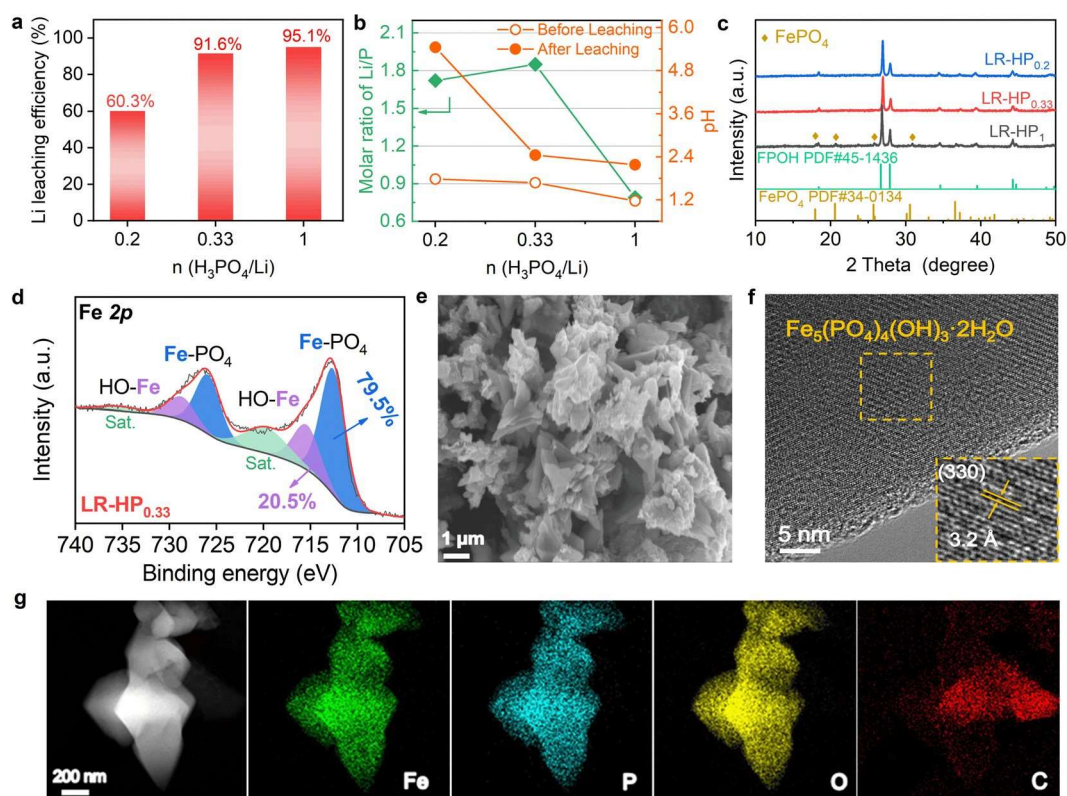 a
Li leaching efficiency (%)
100
80
60
40
20
0
60.3%
91.6%
95.1%
0.2
0.33
1
n (H₃PO₄/Li)
b
Molar ratio of Li/P
2.1
1.8
1.5
1.2
0.9
0.6
Before Leaching
After Leaching
6.0
4.8
3.6
2.4
1.2
pH
0.2
0.33
1
n (H₃PO₄/Li)
c
Intensity (a.u.)
FePO₄
LR-HP₀.₂
LR-HP₀.₃₃
LR-HP₁
FPOH PDF#45-1436
FePO₄ PDF#34-0134
10
20
30
40
50
2 Theta (degree)
d
Fe 2p
Intensity (a.u.)
Fe-PO₄
HO-Fe
Sat.
Fe-PO₄
HO-Fe
Sat.
79.5%
20.5%
LR-HP₀.₃₃
740
735
730
725
720
715
710
705
Binding energy (eV)
e
1 μm
f
Fe₅(PO₄)₄(OH)₃·2H₂O
(330)
3.2 Å
5 nm
g
200 nm
Fe
P
O
C